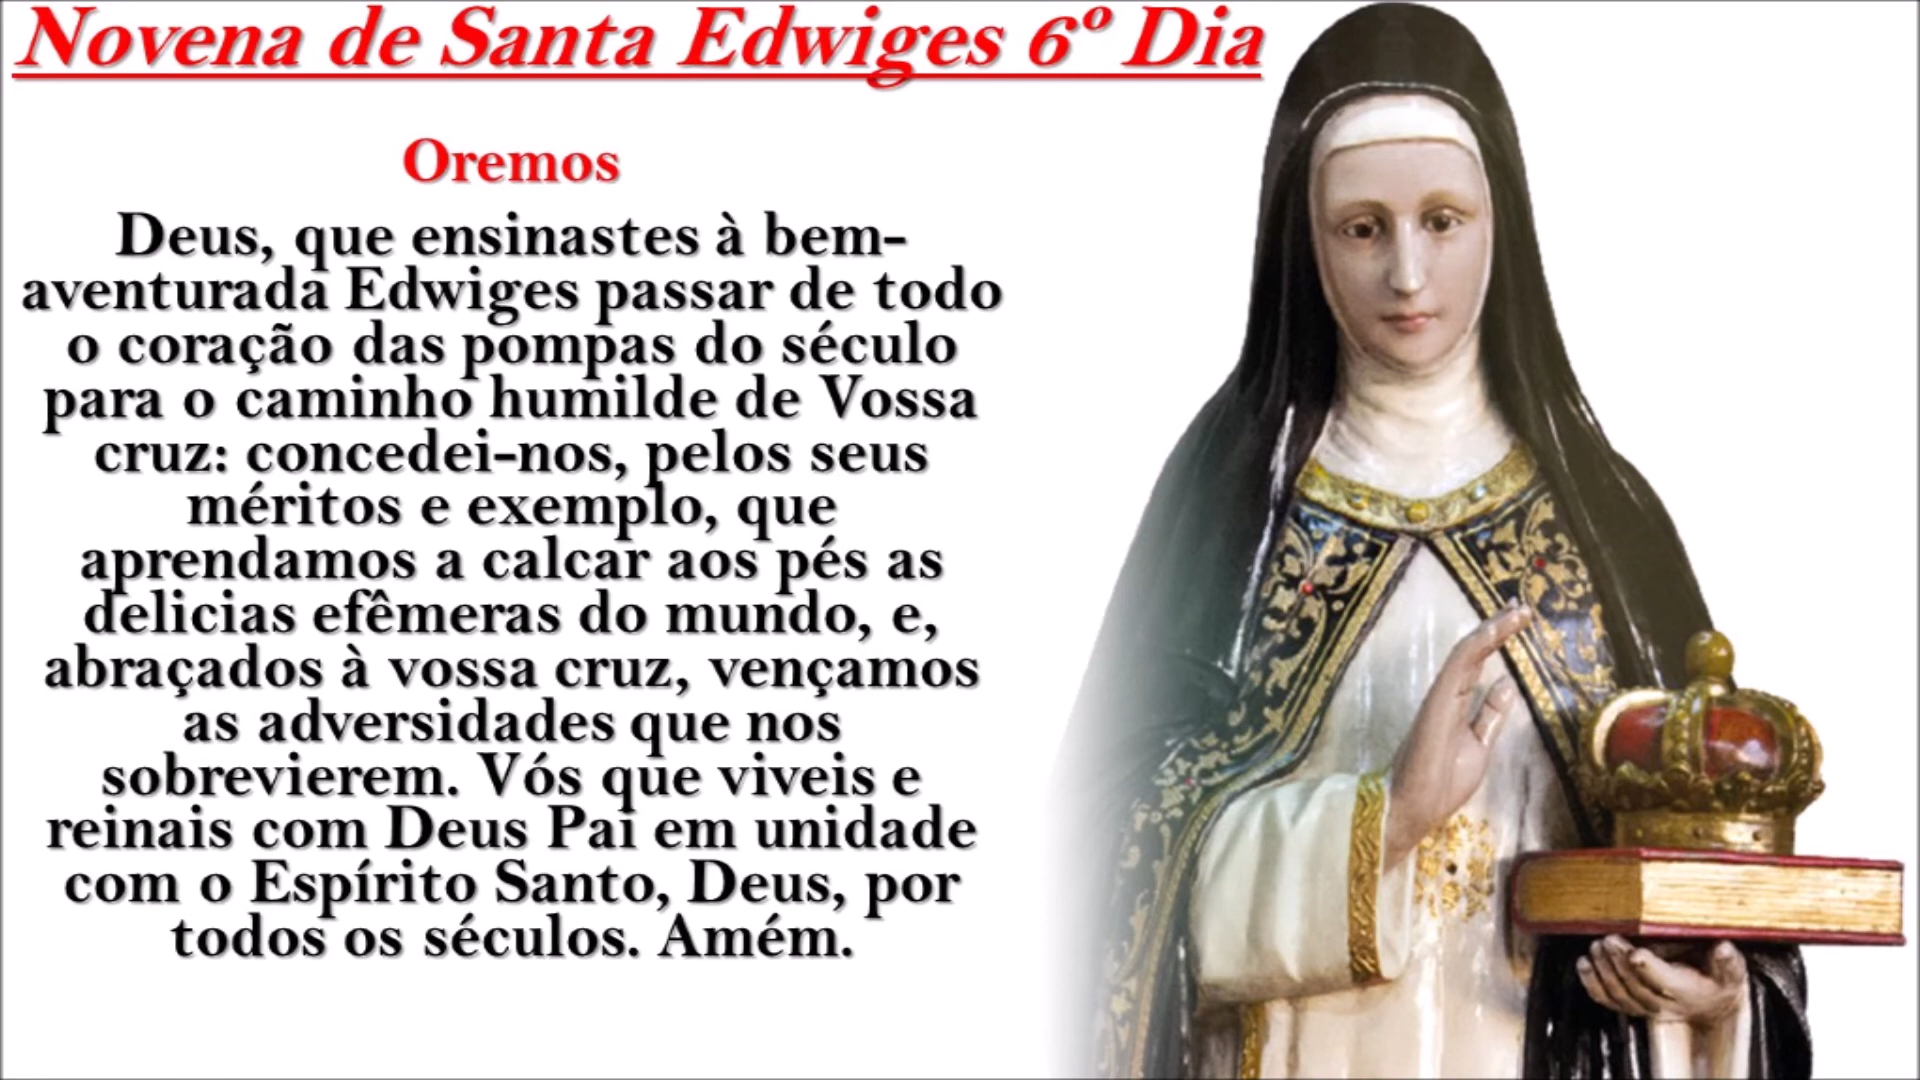 Novena de Santa Edwiges 6º Dia
Oremos
Deus, que ensinastes à bem-
aventurada Edwiges passar de todo
o coração das pompas do século
para o caminho humilde de Vossa
cruz: concedei-nos, pelos seus
méritos e exemplo, que
aprendamos a calcar aos pés as
delicias efêmeras do mundo, e,
abraçados à vossa cruz, vençamos
as adversidades que nos
sobrevierem. Vós que viveis e
reinais com Deus Pai em unidade
com o Espírito Santo, Deus, por
todos os séculos. Amém.